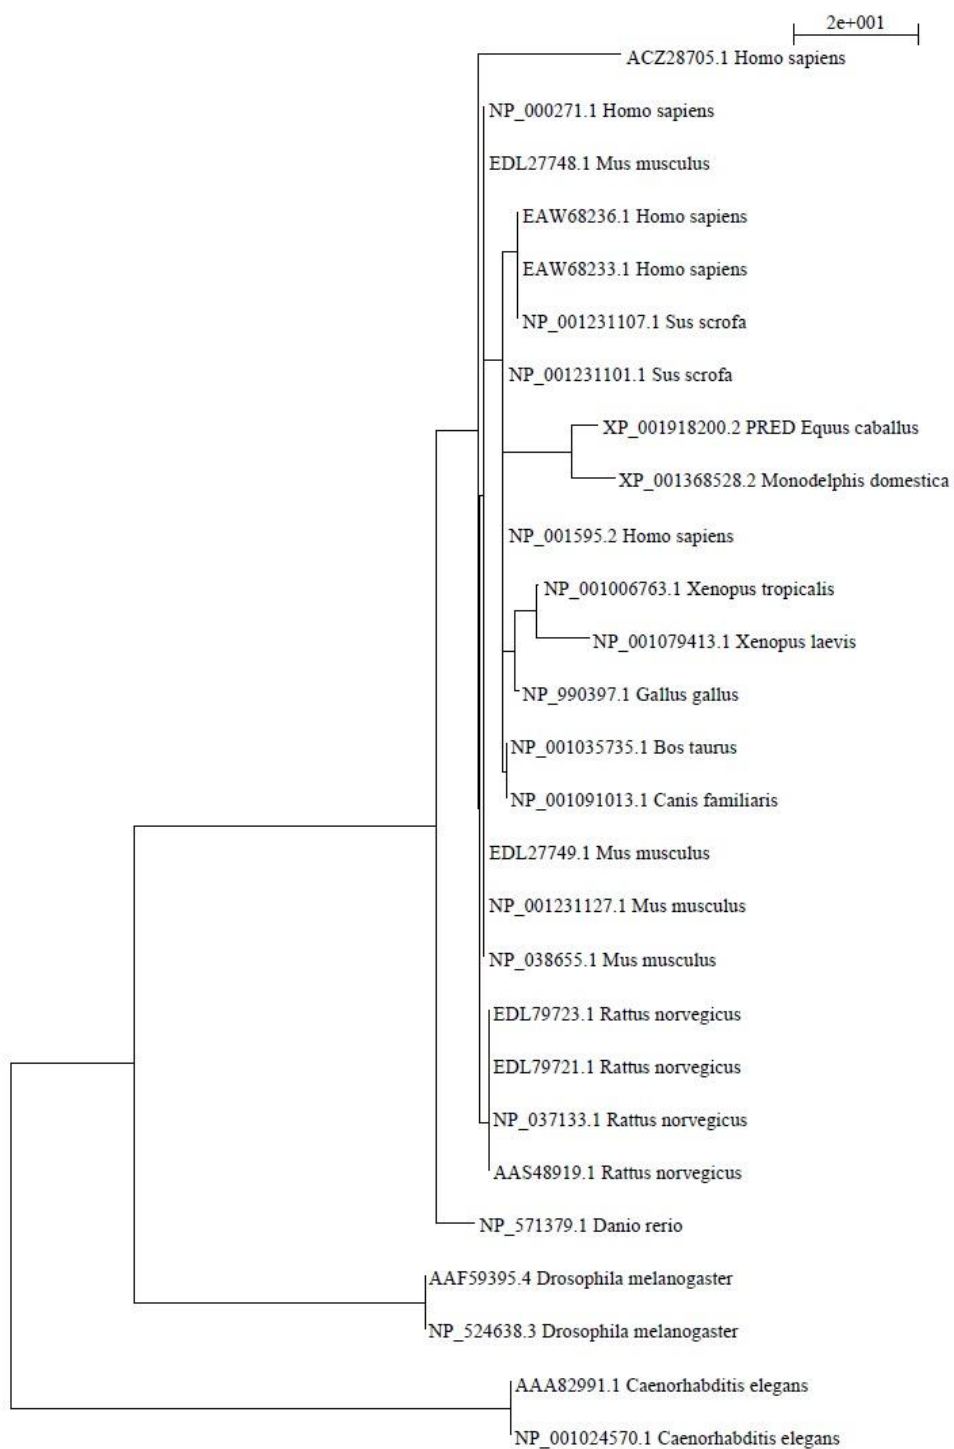 2e+001
ACZ28705.1 Homo sapiens
NP_000271.1 Homo sapiens
EDL27748.1 Mus musculus
EAW68236.1 Homo sapiens
EAW68233.1 Homo sapiens
NP_001231107.1 Sus scrofa
NP_001231101.1 Sus scrofa
XP_001918200.2 PRED Equus caballus
XP_001368528.2 Monodelphis domestica
NP_001595.2 Homo sapiens
NP_001006763.1 Xenopus tropicalis
NP_001079413.1 Xenopus laevis
NP_990397.1 Gallus gallus
NP_001035735.1 Bos taurus
NP_001091013.1 Canis familiaris
EDL27749.1 Mus musculus
NP_001231127.1 Mus musculus
NP_038655.1 Mus musculus
EDL79723.1 Rattus norvegicus
EDL79721.1 Rattus norvegicus
NP_037133.1 Rattus norvegicus
AAS48919.1 Rattus norvegicus
NP_571379.1 Danio rerio
AAF59395.4 Drosophila melanogaster
NP_524638.3 Drosophila melanogaster
AAA82991.1 Caenorhabditis elegans
NP_001024570.1 Caenorhabditis elegans